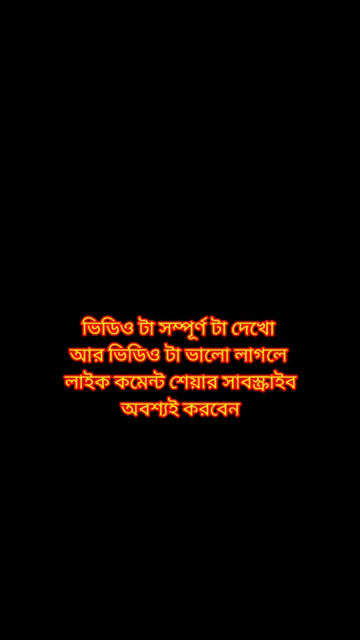 ভিডিও টা সম্পূর্ণ টা দেখো
আর ভিডিও টা ভালো লাগলে
লাইক কমেন্ট শেয়ার সাবস্ক্রাইব
অবশ্যই করবেন